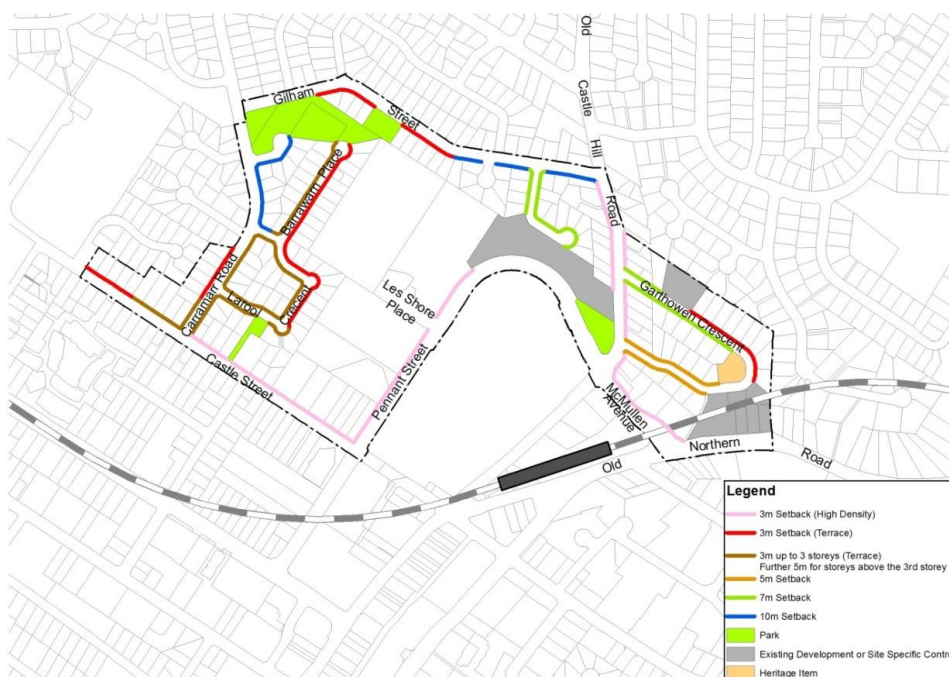 Old
Castle
Hill
Road
Gilham
Street
Barrawarn Place
Carramarr Road
Larool
Crecent
Castle Street
Les Shore
Place
Pennant Street
Garthowen Crescent
McMullen
Avenue
Old
Northern
Road
Legend
3m Setback (High Density)
3m Setback (Terrace)
3m up to 3 storeys (Terrace)
Further 5m for storeys above the 3rd storey
5m Setback
7m Setback
10m Setback
Park
Existing Development or Site Specific Contro
Heritage Item